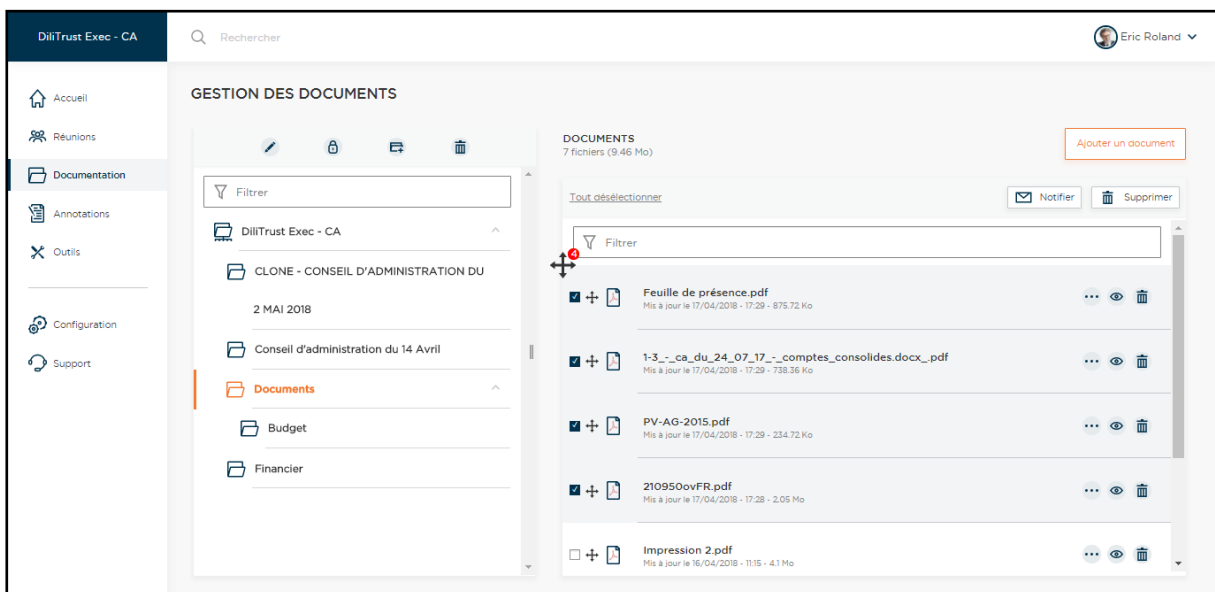 DiliTrust Exec - CA
Rechercher
Eric Roland
Accueil
Réunions
Documentation
Annotations
Outils
Configuration
Support
GESTION DES DOCUMENTS
Filtrer
DiliTrust Exec - CA
CLONE - CONSEIL D'ADMINISTRATION DU
2 MAI 2018
Conseil d'administration du 14 Avril
Documents
Budget
Financier
DOCUMENTS
7 fichiers (9.46 Mo)
Ajouter un document
Tout désélectionner
Notifier
Supprimer
Filtrer
4
Feuille de présence.pdf
Mis à jour le 17/04/2018 - 17:29 - 875.72 Ko
1-3_-_ca_du_24_07_17_-_comptes_consolides.docx_.pdf
Mis à jour le 17/04/2018 - 17:29 - 738.36 Ko
PV-AG-2015.pdf
Mis à jour le 17/04/2018 - 17:29 - 234.72 Ko
210950ovFR.pdf
Mis à jour le 17/04/2018 - 17:28 - 2.05 Mo
Impression 2.pdf
Mis à jour le 16/04/2018 - 11:15 - 4.1 Mo